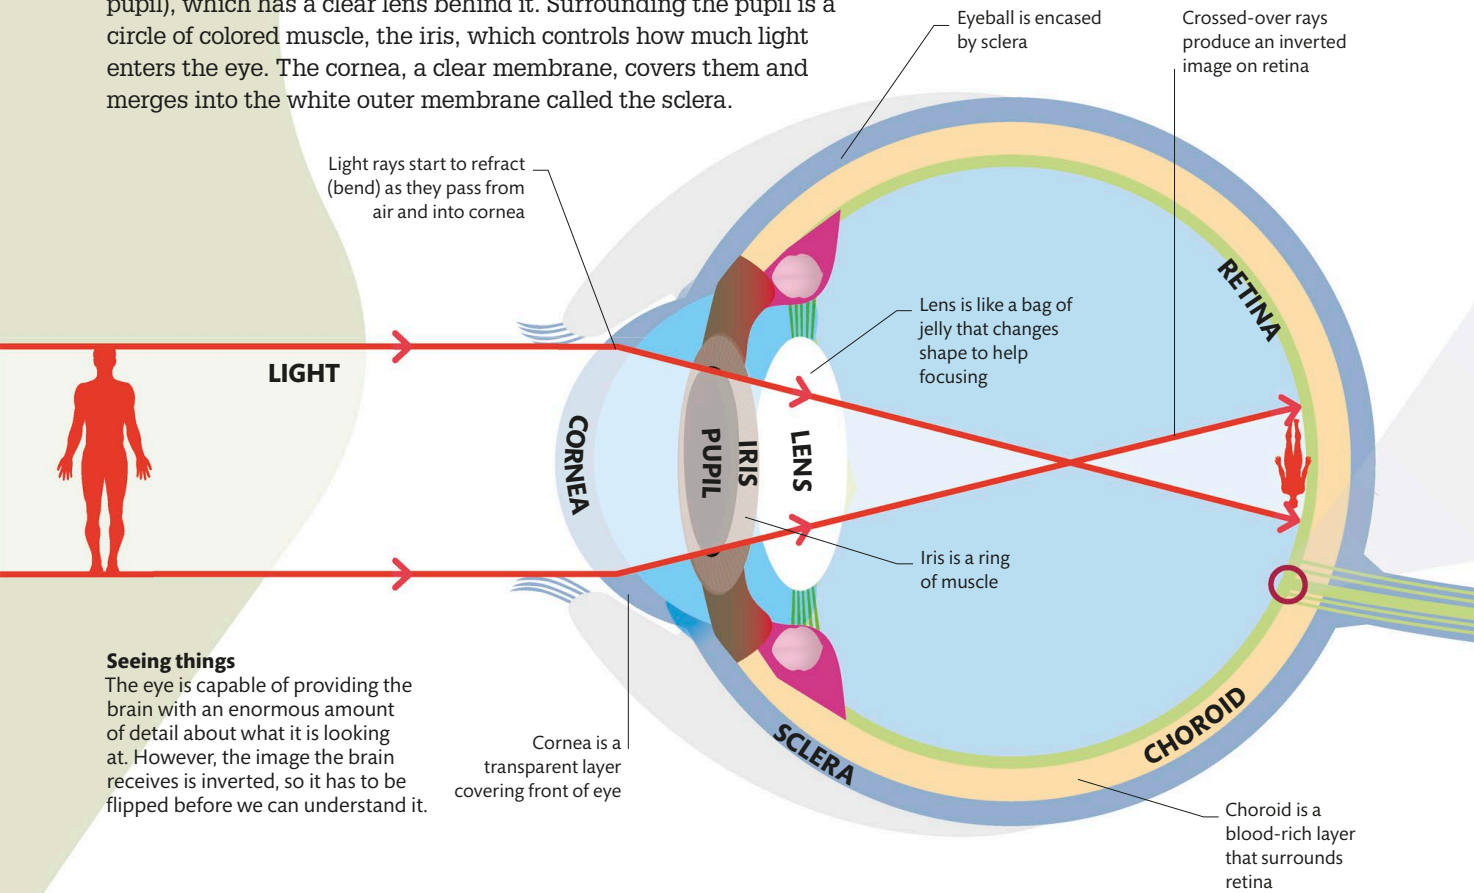 pupil), which has a clear lens behind it. Surrounding the pupil is a
circle of colored muscle, the iris, which controls how much light
enters the eye. The cornea, a clear membrane, covers them and
merges into the white outer membrane called the sclera.
Eyeball is encased
by sclera
Crossed-over rays
produce an inverted
image on retina
Light rays start to refract
(bend) as they pass from
air and into cornea
RETINA
Lens is like a bag of
jelly that changes
shape to help
focusing
LIGHT
CORNEA
PUPIL
IRIS
LENS
Iris is a ring
of muscle
Seeing things
The eye is capable of providing the
brain with an enormous amount
of detail about what it is looking
at. However, the image the brain
receives is inverted, so it has to be
flipped before we can understand it.
Cornea is a
transparent layer
covering front of eye
SCLERA
CHOROID
Choroid is a
blood-rich layer
that surrounds
retina